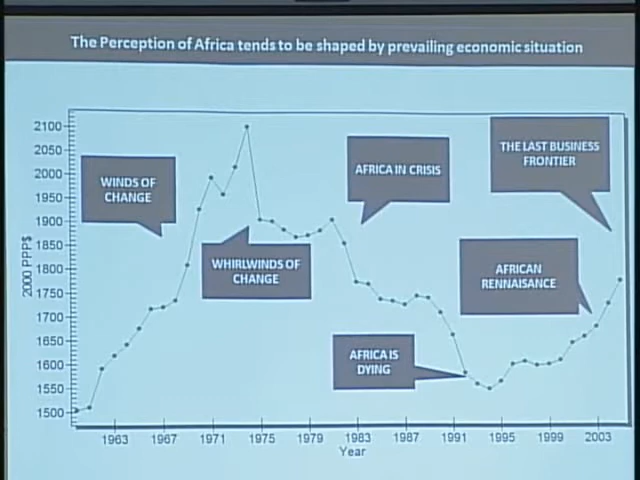 The Perception of Africa tends to be shaped by prevailing economic situation
2100
2050
2000
1950
1900
1850
1800
1750
1700
1650
1600
1550
1500
2000 PPP$
WINDS OF
CHANGE
WHIRLWINDS OF
CHANGE
AFRICA IN CRISIS
THE LAST BUSINESS
FRONTIER
AFRICAN
RENNAISANCE
AFRICA IS
DYING
1963 1967 1971 1975 1979 1983 1987 1991 1995 1999 2003
Year